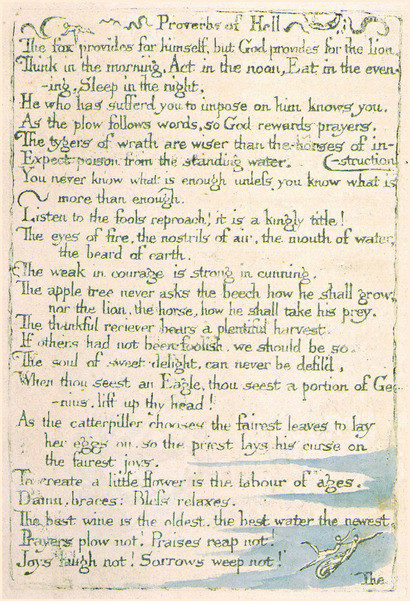 Proverbs of Hell
The fox provides for himself, but God provides for the lion.
Think in the morning, Act in the noon, Eat in the even-
-ing, Sleep in the night.
He who has sufferd you to impose on him knows you.
As the plow follows words, so God rewards prayers.
The tygers of wrath are wiser than the horses of in-
-struction
Expect poison from the standing water.
You never know what is enough unless you know what is
more than enough.
Listen to the fools reproach! it is a kingly title!
The eyes of fire, the nostrils of air, the mouth of water,
the beard of earth.
The weak in courage is strong in cunning.
The apple tree never asks the beech how he shall grow,
nor the lion, the horse, how he shall take his prey.
The thankful reciever bears a plentiful harvest.
If others had not been foolish, we should be so.
The soul of sweet delight, can never be defil'd,
When thou seest an Eagle, thou seest a portion of Ge-
-nius, lift up thy head!
As the catterpiller chooses the fairest leaves to lay
her eggs on, so the priest lays his curse on
the fairest joys.
To create a little flower is the labour of ages.
Damn, braces: Bless relaxes.
The best wine is the oldest, the best water the newest.
Prayers plow not! Praises reap not!
Joys laugh not! Sorrows weep not!
The